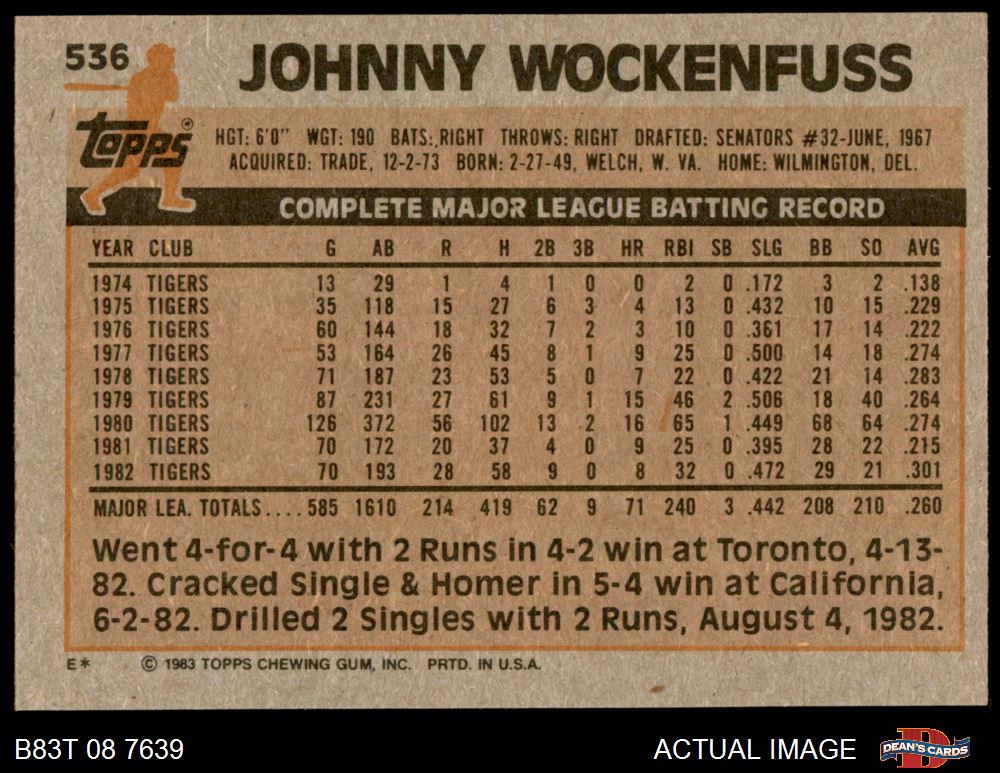 536 JOHNNY WOCKENFUSS
Topps®
HGT: 6'0" WGT: 190 BATS: RIGHT THROWS: RIGHT DRAFTED: SENATORS #32-JUNE, 1967
ACQUIRED: TRADE, 12-2-73 BORN: 2-27-49, WELCH, W. VA. HOME: WILMINGTON, DEL.
COMPLETE MAJOR LEAGUE BATTING RECORD
YEAR CLUB G AB R H 2B 3B HR RBI SB SLG BB SO AVG
1974 TIGERS 13 29 1 4 1 0 0 2 0 .172 3 2 .138
1975 TIGERS 35 118 15 27 6 3 4 13 0 .432 10 15 .229
1976 TIGERS 60 144 18 32 7 2 3 10 0 .361 17 14 .222
1977 TIGERS 53 164 26 45 8 1 9 25 0 .500 14 18 .274
1978 TIGERS 71 187 23 53 5 0 7 22 0 .422 21 14 .283
1979 TIGERS 87 231 27 61 9 1 15 46 2 .506 18 40 .264
1980 TIGERS 126 372 56 102 13 2 16 65 1 .449 68 64 .274
1981 TIGERS 70 172 20 37 4 0 9 25 0 .395 28 22 .215
1982 TIGERS 70 193 28 58 9 0 8 32 0 .472 29 21 .301
MAJOR LEA. TOTALS.... 585 1610 214 419 62 9 71 240 3 .442 208 210 .260
Went 4-for-4 with 2 Runs in 4-2 win at Toronto, 4-13-
82. Cracked Single & Homer in 5-4 win at California,
6-2-82. Drilled 2 Singles with 2 Runs, August 4, 1982.
E* © 1983 TOPPS CHEWING GUM, INC. PRTD. IN U.S.A.
B83T 08 7639 ACTUAL IMAGE DEAN'S CARDS